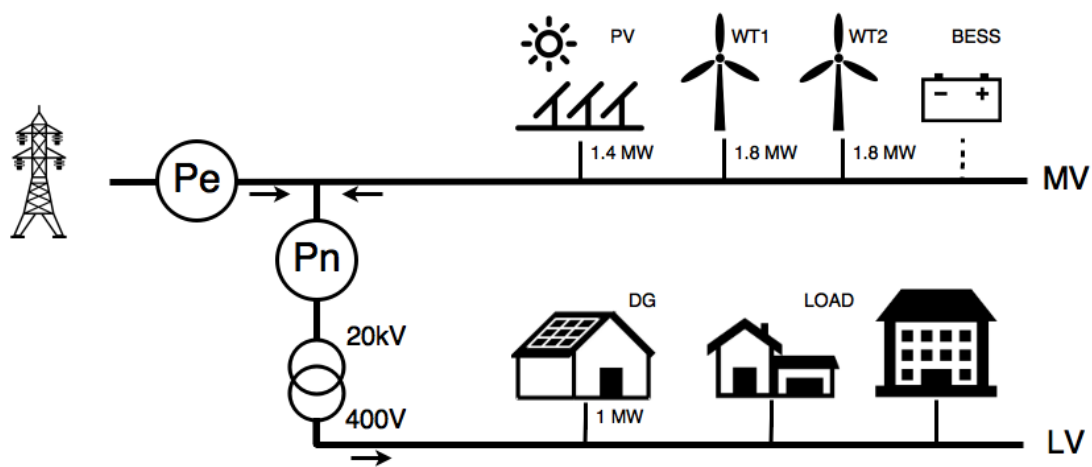 PV
WT1
WT2
BESS
1.4 MW
1.8 MW
1.8 MW
Pe
MV
Pn
DG
LOAD
20kV
400V
1 MW
LV